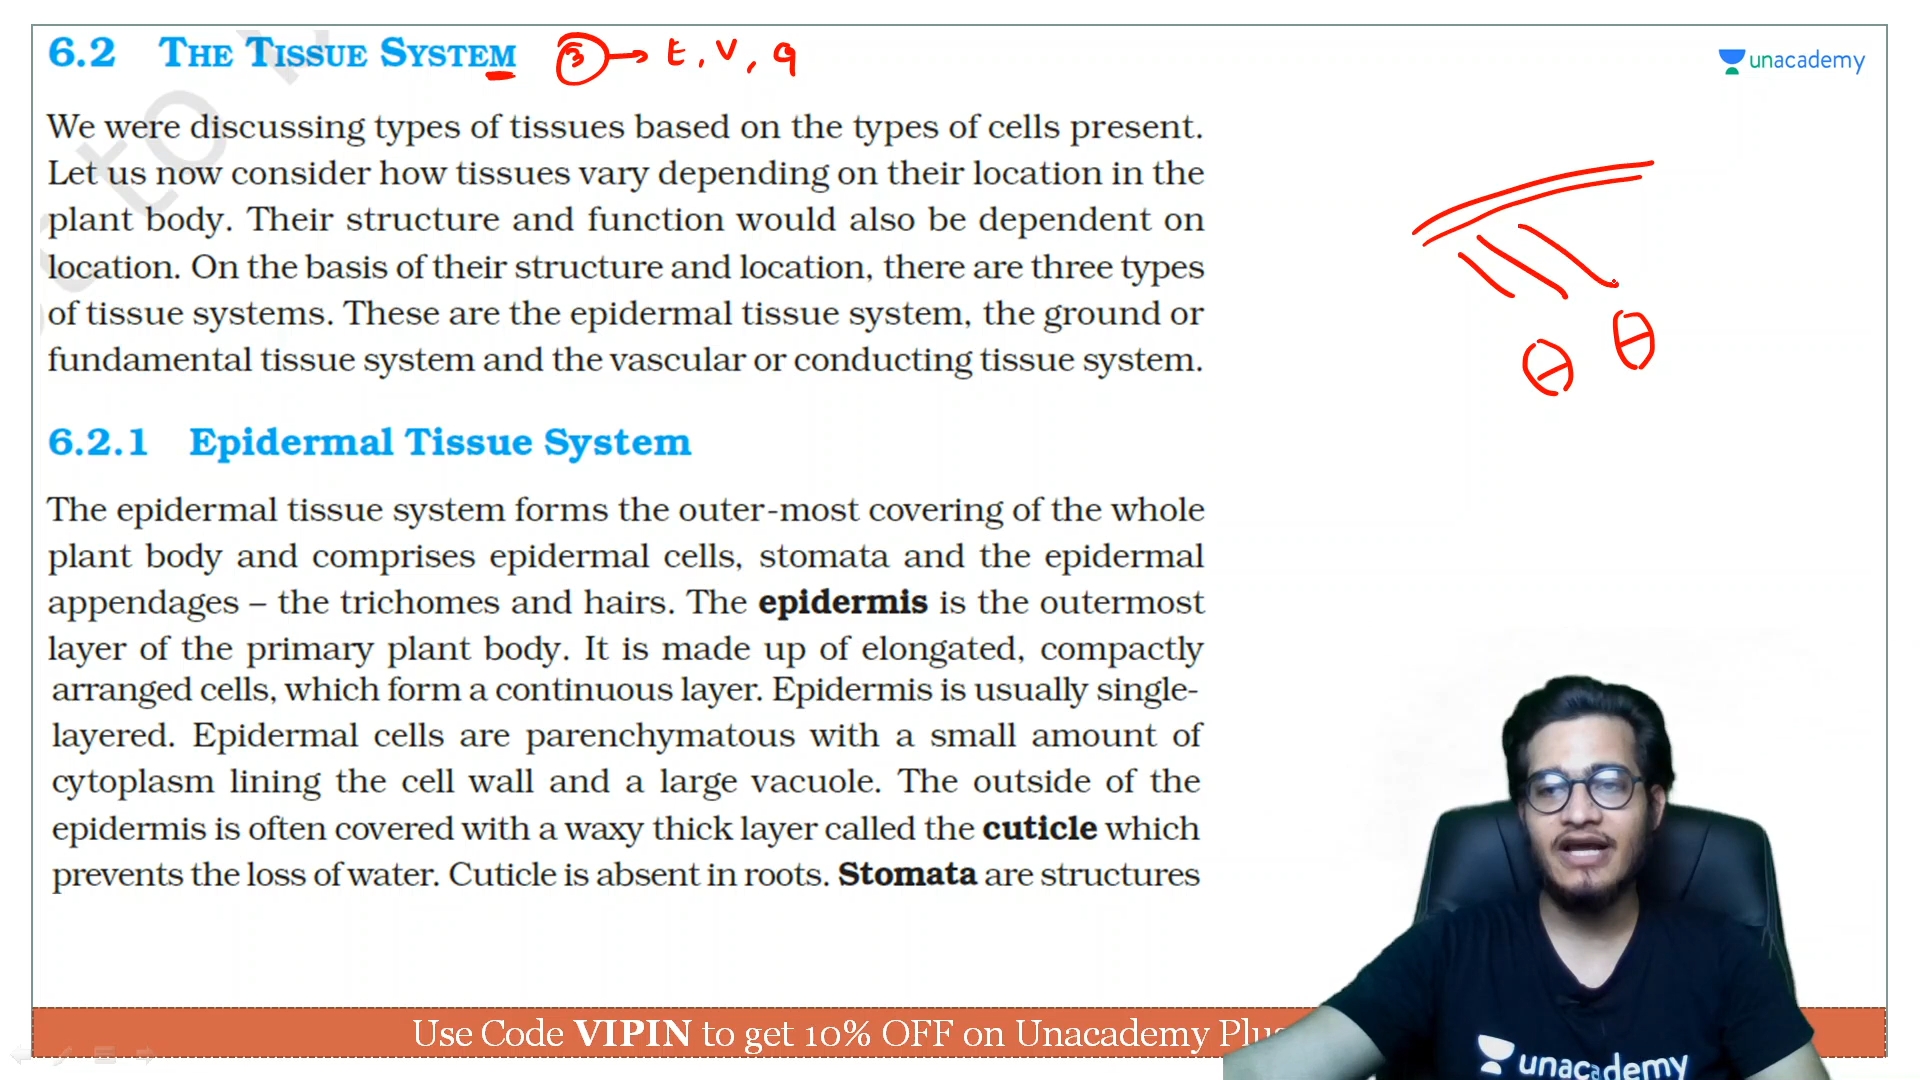 6.2 THE TISSUE SYSTEM 3 → E, V, G
unacademy
We were discussing types of tissues based on the types of cells present.
Let us now consider how tissues vary depending on their location in the
plant body. Their structure and function would also be dependent on
location. On the basis of their structure and location, there are three types
of tissue systems. These are the epidermal tissue system, the ground or
fundamental tissue system and the vascular or conducting tissue system.
6.2.1 Epidermal Tissue System
The epidermal tissue system forms the outer-most covering of the whole
plant body and comprises epidermal cells, stomata and the epidermal
appendages – the trichomes and hairs. The epidermis is the outermost
layer of the primary plant body. It is made up of elongated, compactly
arranged cells, which form a continuous layer. Epidermis is usually single-
layered. Epidermal cells are parenchymatous with a small amount of
cytoplasm lining the cell wall and a large vacuole. The outside of the
epidermis is often covered with a waxy thick layer called the cuticle which
prevents the loss of water. Cuticle is absent in roots. Stomata are structures
Use Code VIPIN to get 10% OFF on Unacademy Plus
unacademy